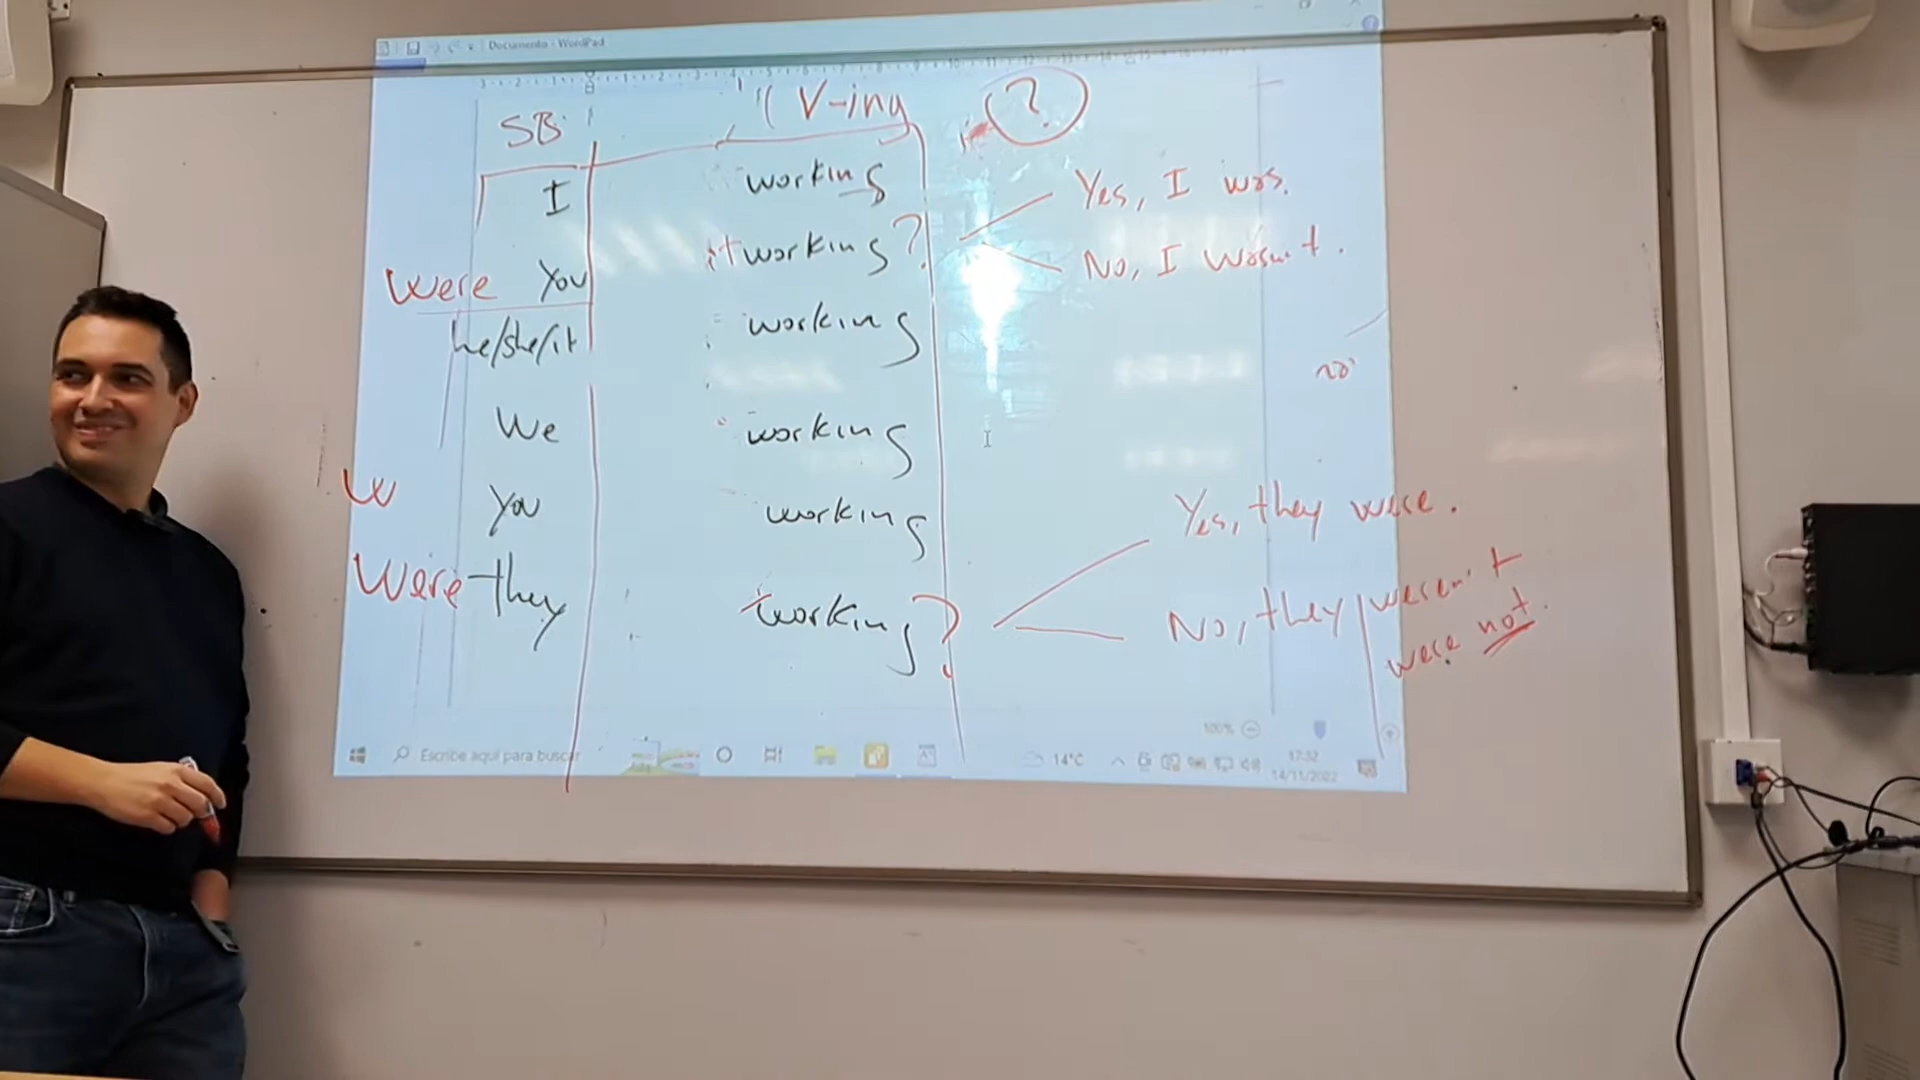 Documento - WordPad
SB V-ing ?
I working Yes, I was.
were you working? No, I wasn't.
he/she/it working
no
We working
W you working Yes, they were.
Were they working? No, they weren't
were not.
100%
Escribe aquí para buscar 14°C 17:32
14/11/2022